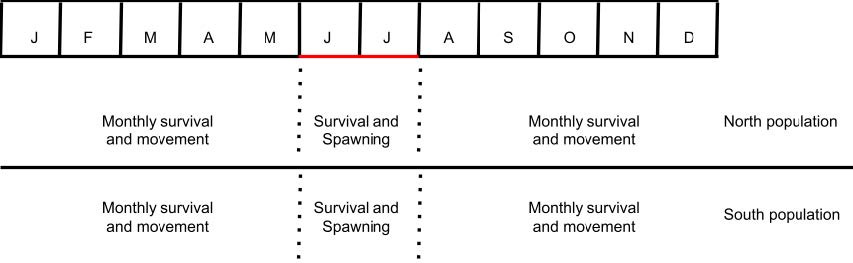 J F M A M J J A S O N D
Monthly survival
and movement
Survival and
Spawning
Monthly survival
and movement
North population
Monthly survival
and movement
Survival and
Spawning
Monthly survival
and movement
South population